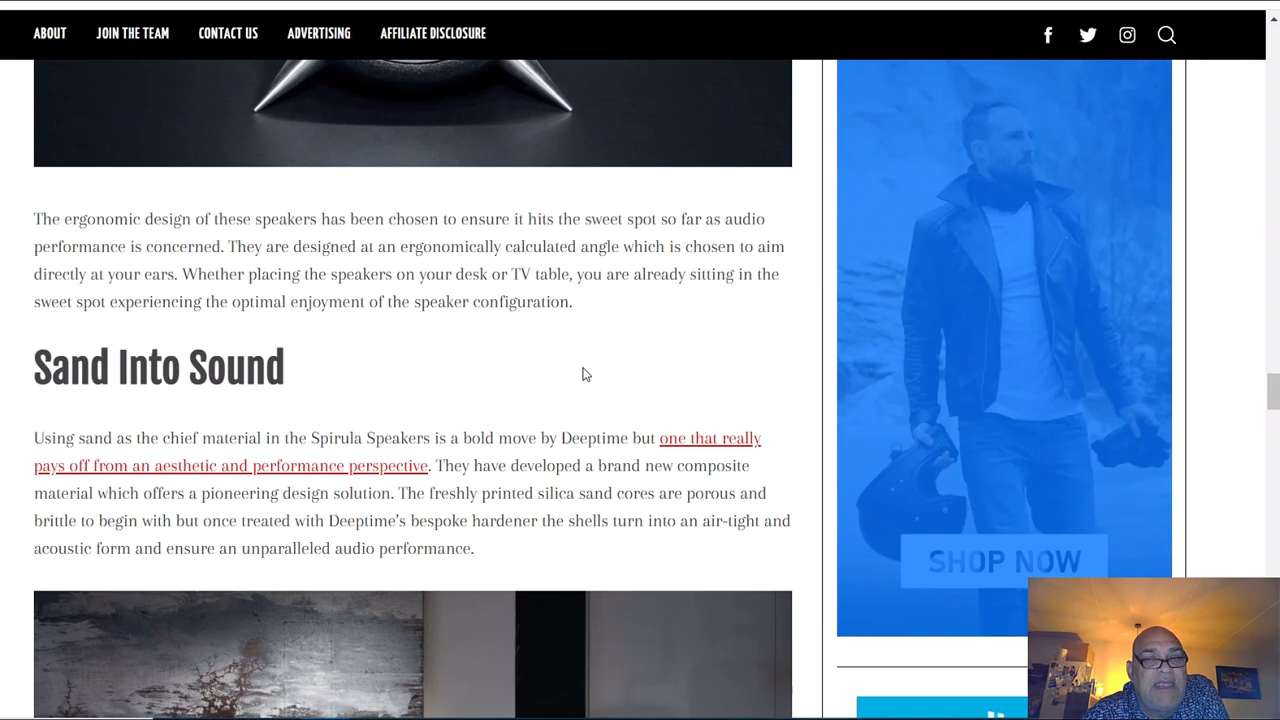 ABOUT JOIN THE TEAM CONTACT US ADVERTISING AFFILIATE DISCLOSURE
The ergonomic design of these speakers has been chosen to ensure it hits the sweet spot so far as audio
performance is concerned. They are designed at an ergonomically calculated angle which is chosen to aim
directly at your ears. Whether placing the speakers on your desk or TV table, you are already sitting in the
sweet spot experiencing the optimal enjoyment of the speaker configuration.
Sand Into Sound
Using sand as the chief material in the Spirula Speakers is a bold move by Deeptime but one that really
pays off from an aesthetic and performance perspective. They have developed a brand new composite
material which offers a pioneering design solution. The freshly printed silica sand cores are porous and
brittle to begin with but once treated with Deeptime’s bespoke hardener the shells turn into an air-tight and
acoustic form and ensure an unparalleled audio performance.
SHOP NOW